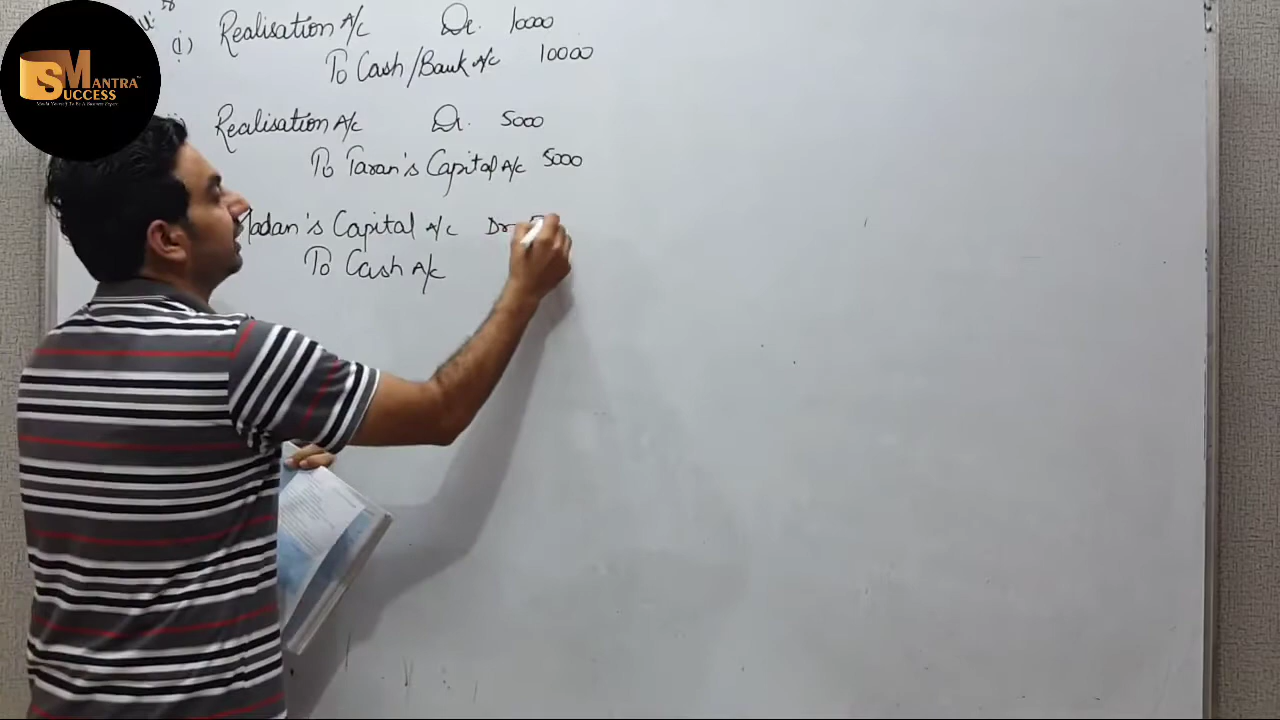 MANTRA
SUCCESS
(i) Realisation A/c Dr. 10000
To Cash/Bank A/c 10000
Realisation A/c Dr. 5000
To Taran's Capital A/c 5000
Madan's Capital A/c Dr
To Cash A/c